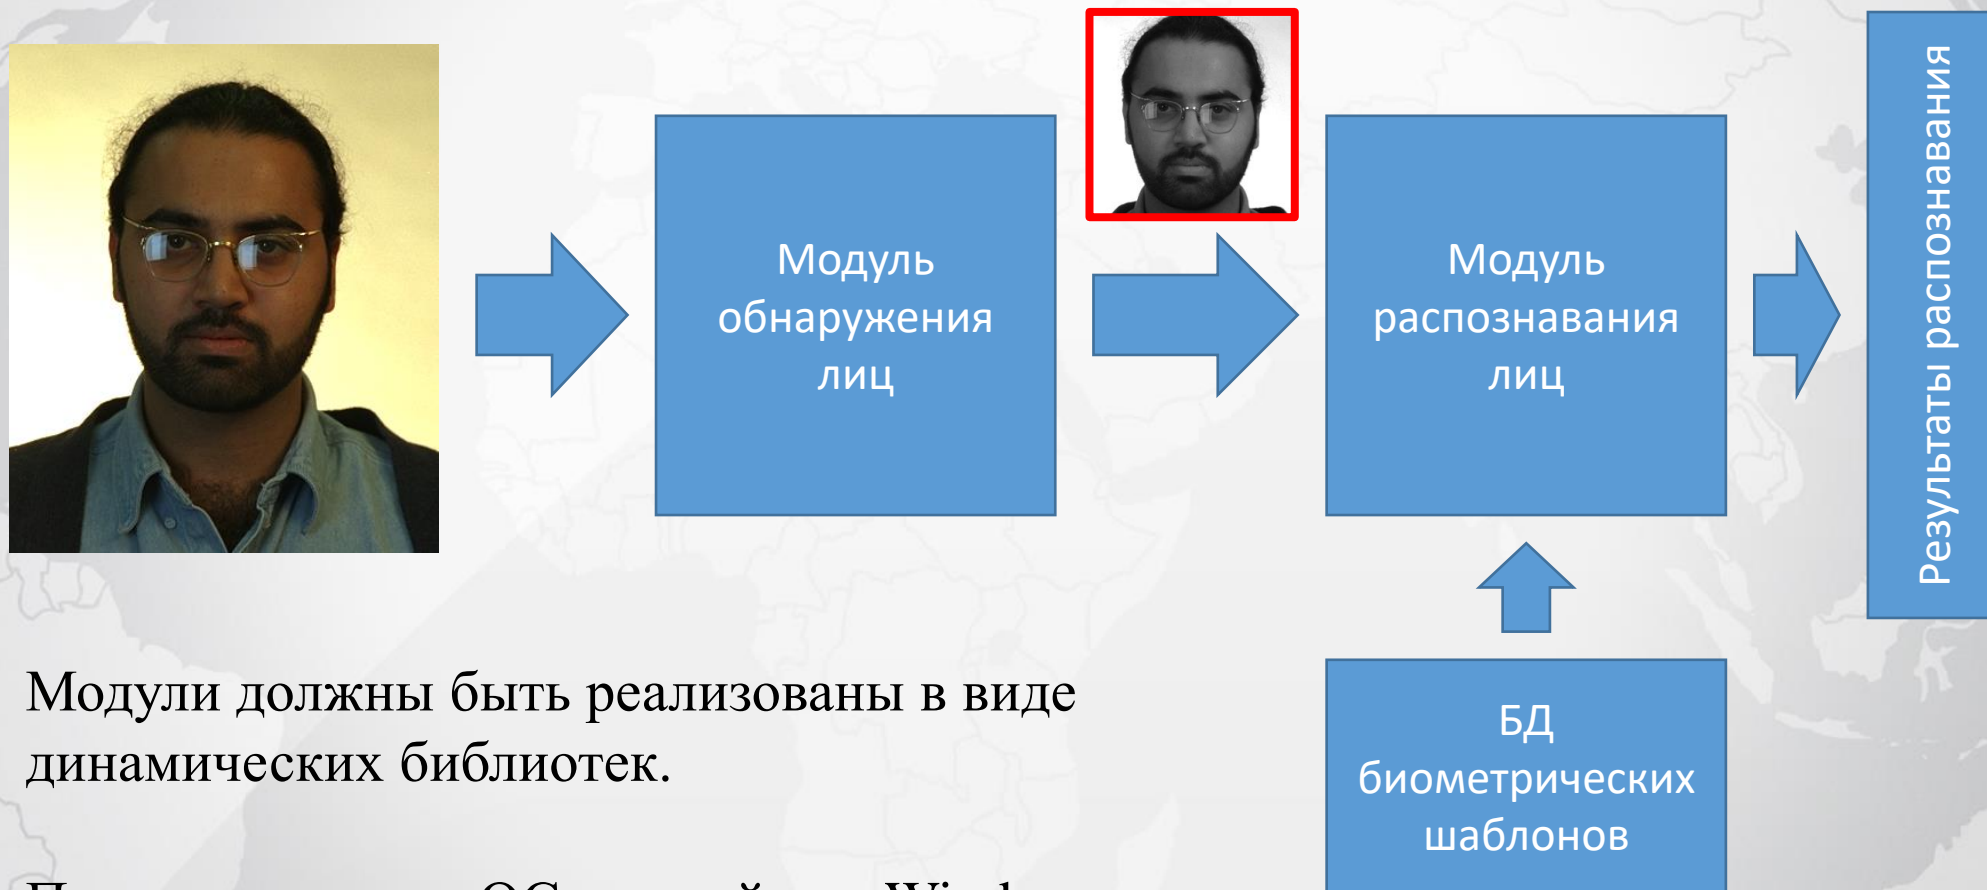 Модуль
обнаружения
лиц
Модуль
распознавания
лиц
Результаты распознавания
Модули должны быть реализованы в виде
динамических библиотек.
БД
биометрических
шаблонов